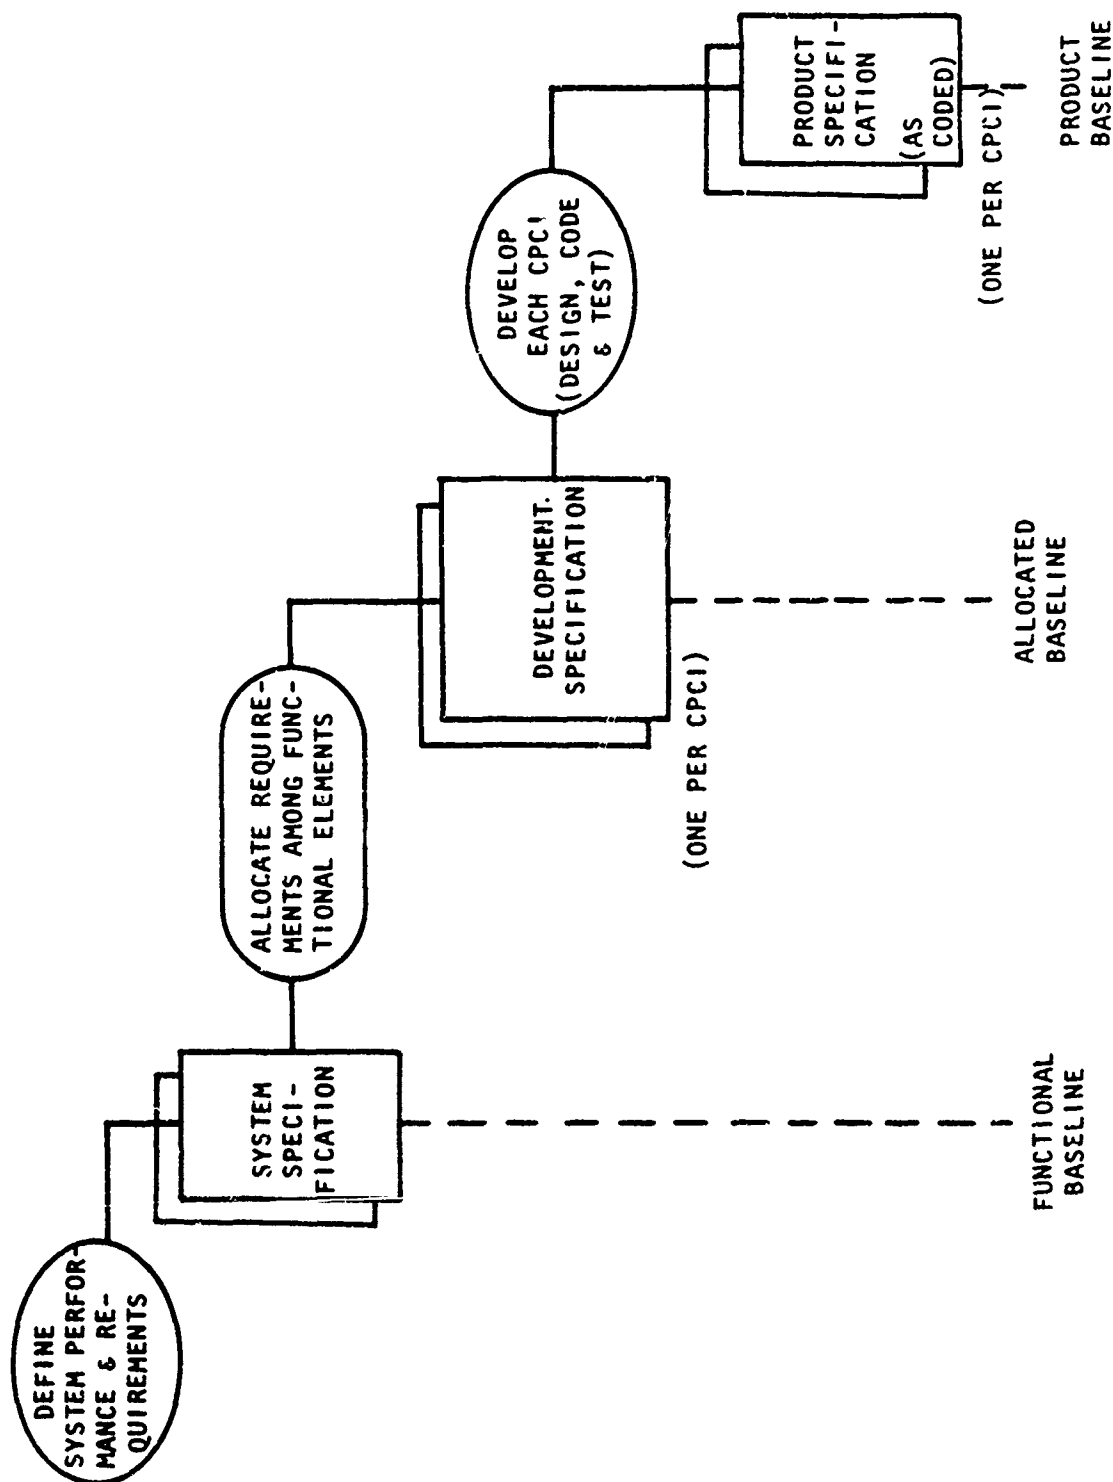 DEFINE
SYSTEM PERFOR-
MANCE & RE-
QUIREMENTS
SYSTEM
SPECI-
FICATION
ALLOCATE REQUIRE-
MENTS AMONG FUNC-
TIONAL ELEMENTS
DEVELOPMENT.
SPECIFICATION
(ONE PER CPCI)
DEVELOP
EACH CPCI
(DESIGN, CODE
& TEST)
PRODUCT
SPECIFI-
CATION
(AS
CODED)
(ONE PER CPCI)
FUNCTIONAL
BASELINE
ALLOCATED
BASELINE
PRODUCT
BASELINE